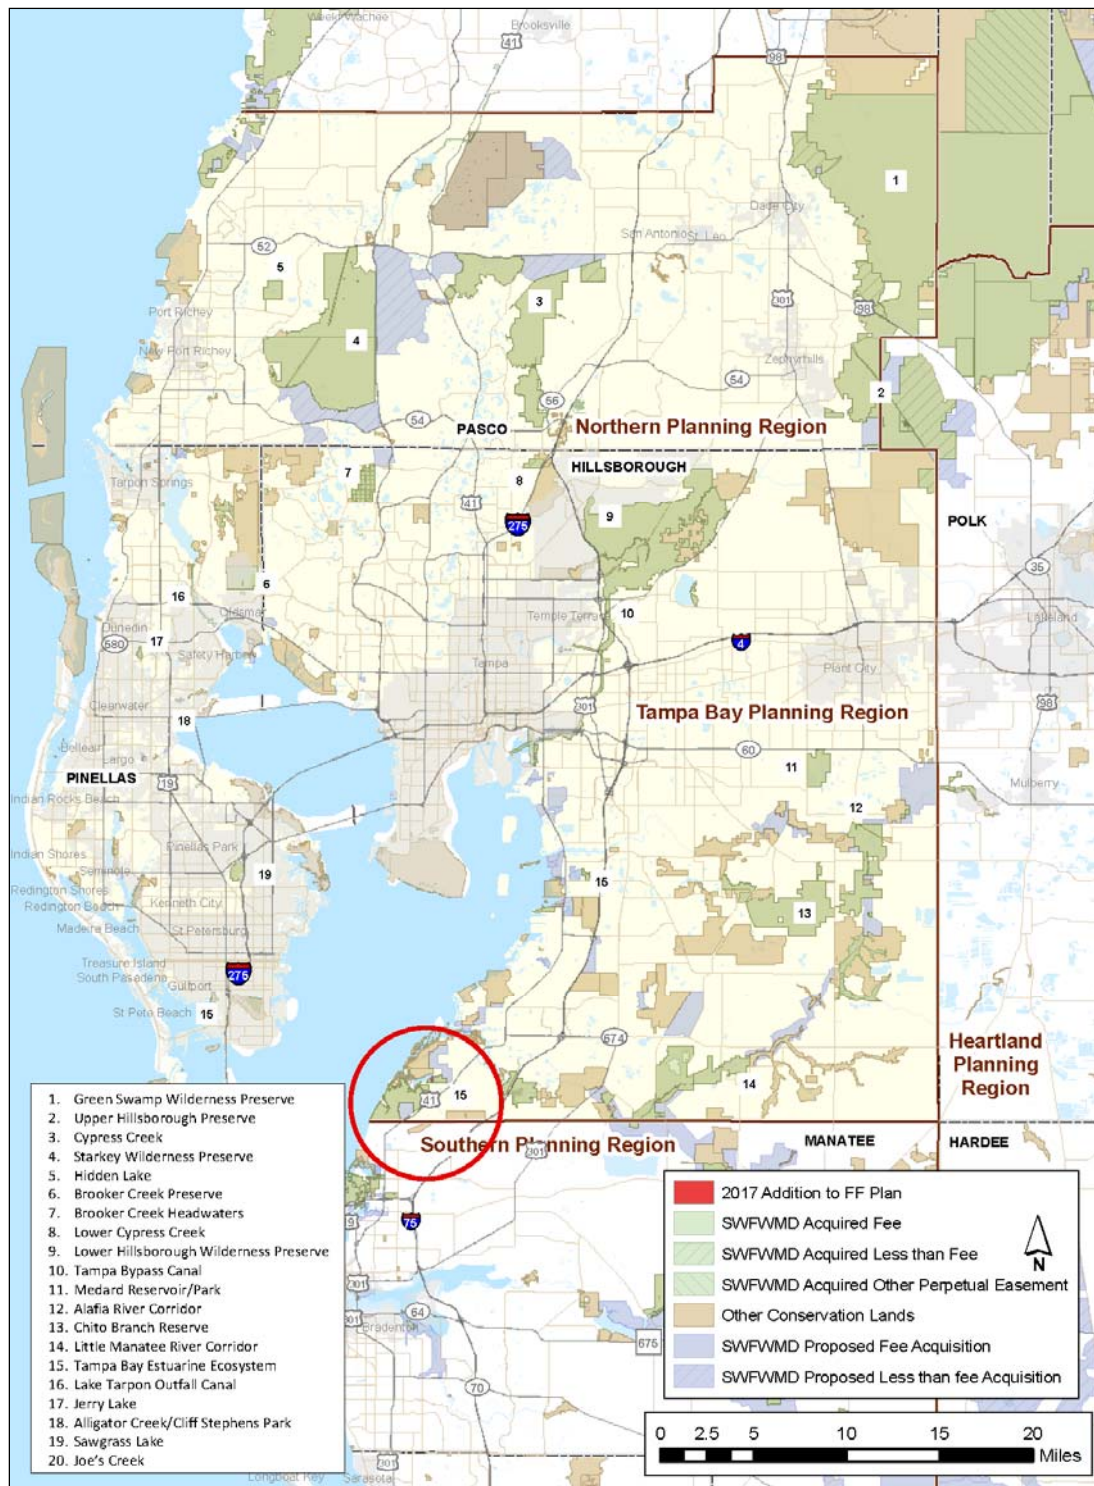 Weeki Wachee
Brooksville
41
98
1
Dade City
San Antonio
St. Leo
52
5
Port Richey
301
3
98
4
New Port Richey
Zephyrhills
54
2
56
54
PASCO
Northern Planning Region
HILLSBOROUGH
7
8
Tarpon Springs
41
275
9
POLK
35
6
16
Oldsmar
Temple Terrace
10
Lakeland
Dunedin
17
580
Safety Harbor
4
Tampa
Plant City
Clearwater
18
301
98
Tampa Bay Planning Region
Belleair
Largo
60
PINELLAS
19
11
Mulberry
Indian Rocks Beach
12
Pinellas Park
Indian Shores
Seminole
19
15
Redington Shores
Redington Beach
Kenneth City
13
Madeira Beach
St Petersburg
Treasure Island
South Pasadena
275
Gulfport
St Pete Beach
15
674
Heartland
Planning
Region
41
15
14
Southern Planning Region
MANATEE
HARDEE
301
1. Green Swamp Wilderness Preserve
2. Upper Hillsborough Preserve
3. Cypress Creek
4. Starkey Wilderness Preserve
5. Hidden Lake
6. Brooker Creek Preserve
7. Brooker Creek Headwaters
8. Lower Cypress Creek
9. Lower Hillsborough Wilderness Preserve
10. Tampa Bypass Canal
11. Medard Reservoir/Park
12. Alafia River Corridor
13. Chito Branch Reserve
14. Little Manatee River Corridor
15. Tampa Bay Estuarine Ecosystem
16. Lake Tarpon Outfall Canal
17. Jerry Lake
18. Alligator Creek/Cliff Stephens Park
19. Sawgrass Lake
20. Joe's Creek
75
301
64
301
Bradenton
675
70
301
Longboat Key
Sarasota
2017 Addition to FF Plan
SWFWMD Acquired Fee
SWFWMD Acquired Less than Fee
SWFWMD Acquired Other Perpetual Easement
Other Conservation Lands
SWFWMD Proposed Fee Acquisition
SWFWMD Proposed Less than fee Acquisition
N
0 2.5 5 10 15 20
Miles